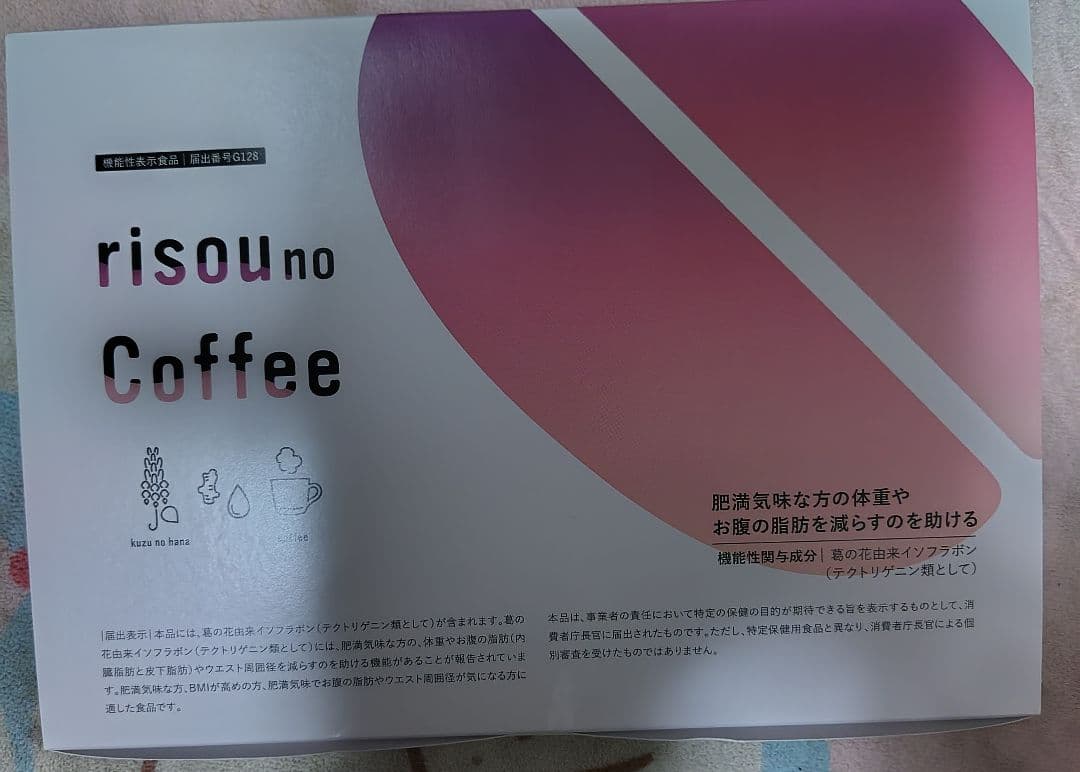 機能性表示食品｜届出番号G128
risou no
Coffee
kuzu no hana
coffee
肥満気味な方の体重や
お腹の脂肪を減らすのを助ける
機能性関与成分｜葛の花由来イソフラボン
（テクトリゲニン類として）
｜届出表示｜本品には、葛の花由来イソフラボン（テクトリゲニン類として）が含まれます。葛の
花由来イソフラボン（テクトリゲニン類として）には、肥満気味な方の、体重やお腹の脂肪（内
臓脂肪と皮下脂肪）やウエスト周囲径を減らすのを助ける機能があることが報告されていま
す。肥満気味な方、BMIが高めの方、肥満気味でお腹の脂肪やウエスト周囲径が気になる方に
適した食品です。
本品は、事業者の責任において特定の保健の目的が期待できる旨を表示するものとして、消
費者庁長官に届出されたものです。ただし、特定保健用食品と異なり、消費者庁長官による個
別審査を受けたものではありません。